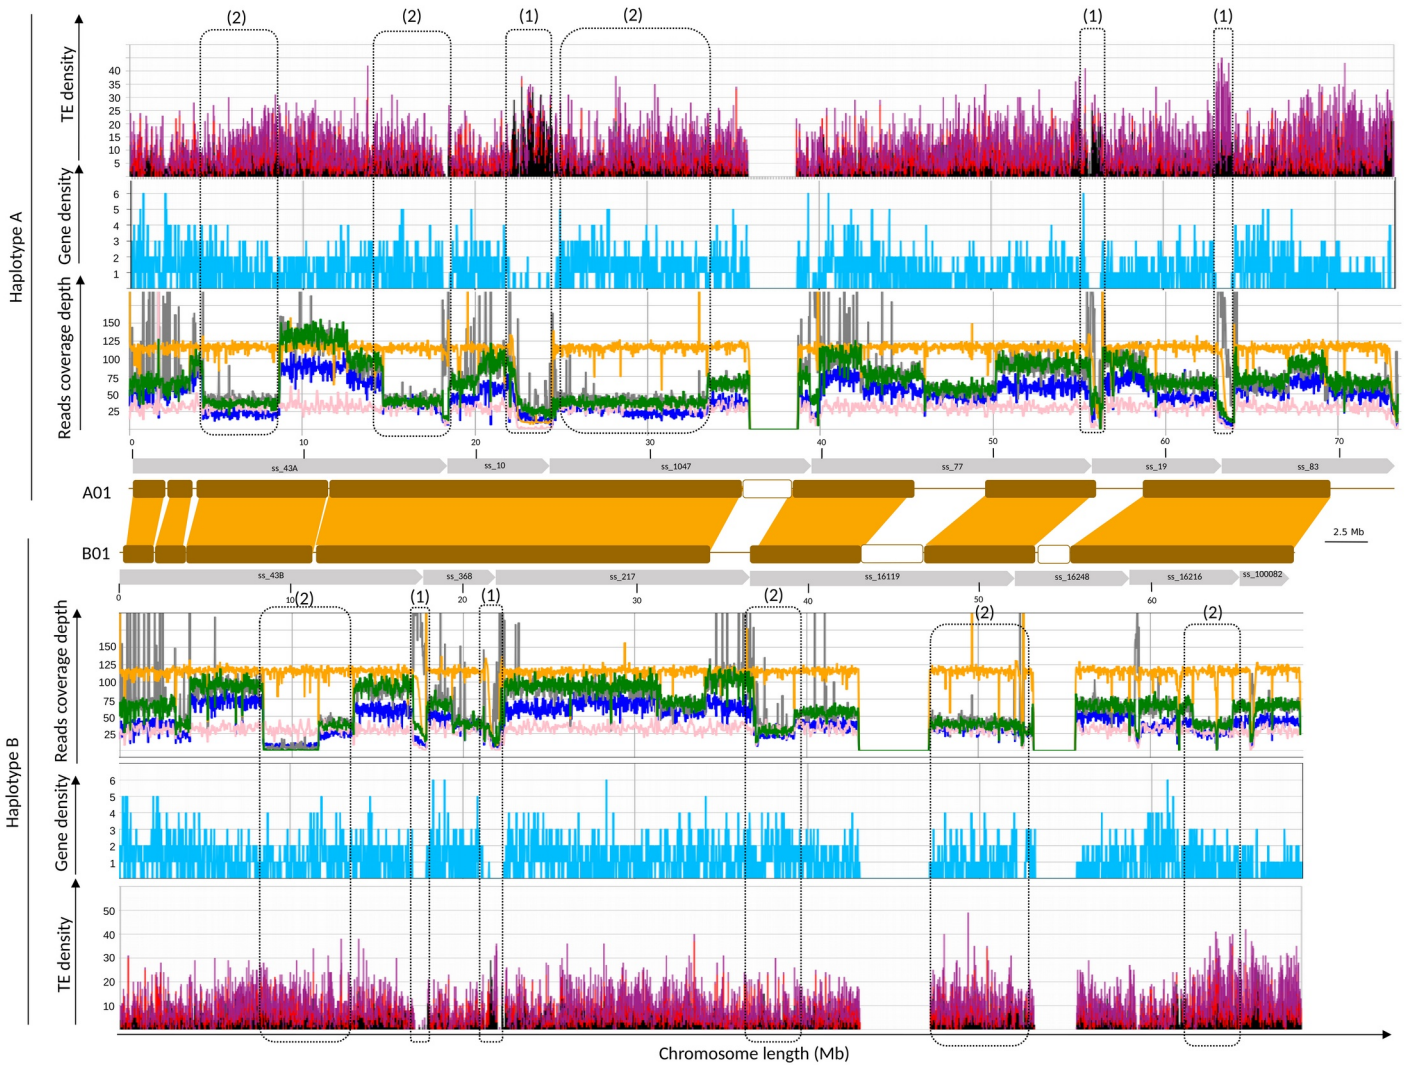 (2) (2) (1) (2) (1) (1)
Haplotype A
TE density
40
35
30
25
20
15
10
5
Gene density
6
5
4
3
2
1
Reads coverage depth
150
125
100
75
50
25
0 10 20 30 40 50 60 70
ss_43A ss_10 ss_1047 ss_77 ss_19 ss_83
A01
2.5 Mb
B01
ss_43B ss_368 ss_217 ss_16119 ss_16248 ss_16216 ss_100082
0 10 20 30 40 50 60
(2) (1) (1) (2) (2) (2)
Haplotype B
Reads coverage depth
150
125
100
75
50
25
Gene density
6
5
4
3
2
1
TE density
50
40
30
20
10
Chromosome length (Mb)